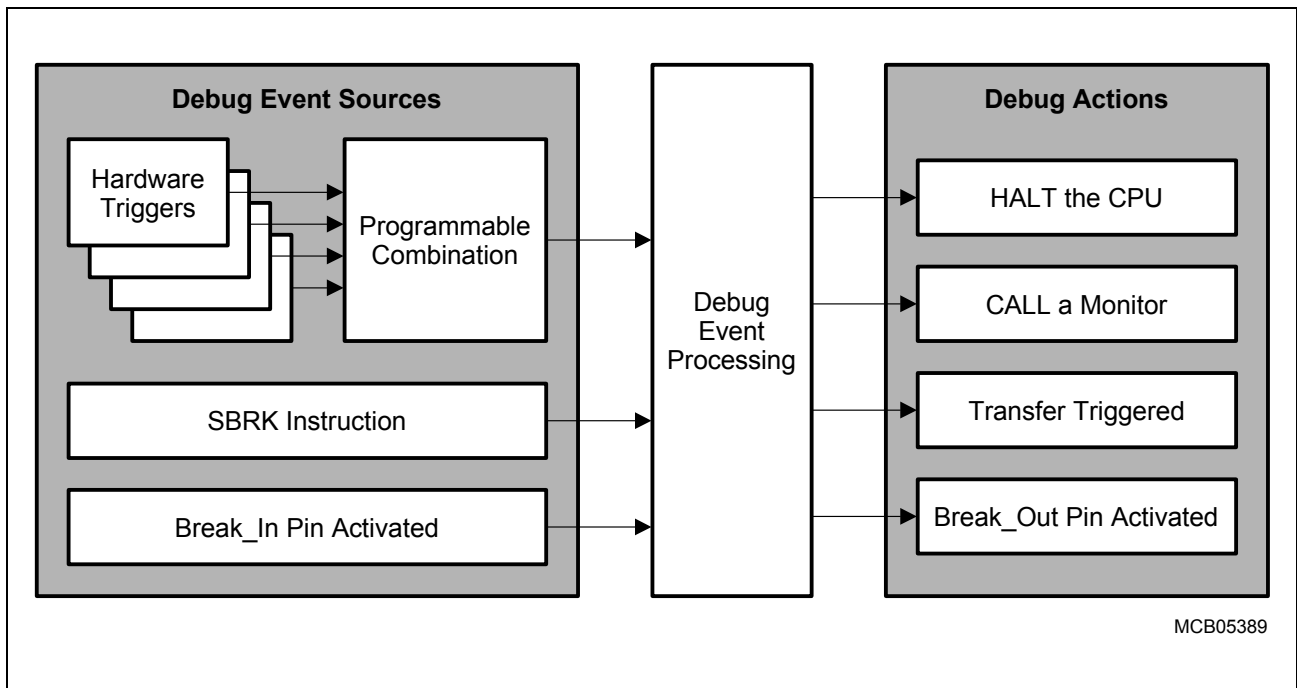 Debug Event Sources
Hardware
Triggers
Programmable
Combination
SBRK Instruction
Break_In Pin Activated
Debug
Event
Processing
Debug Actions
HALT the CPU
CALL a Monitor
Transfer Triggered
Break_Out Pin Activated
MCB05389